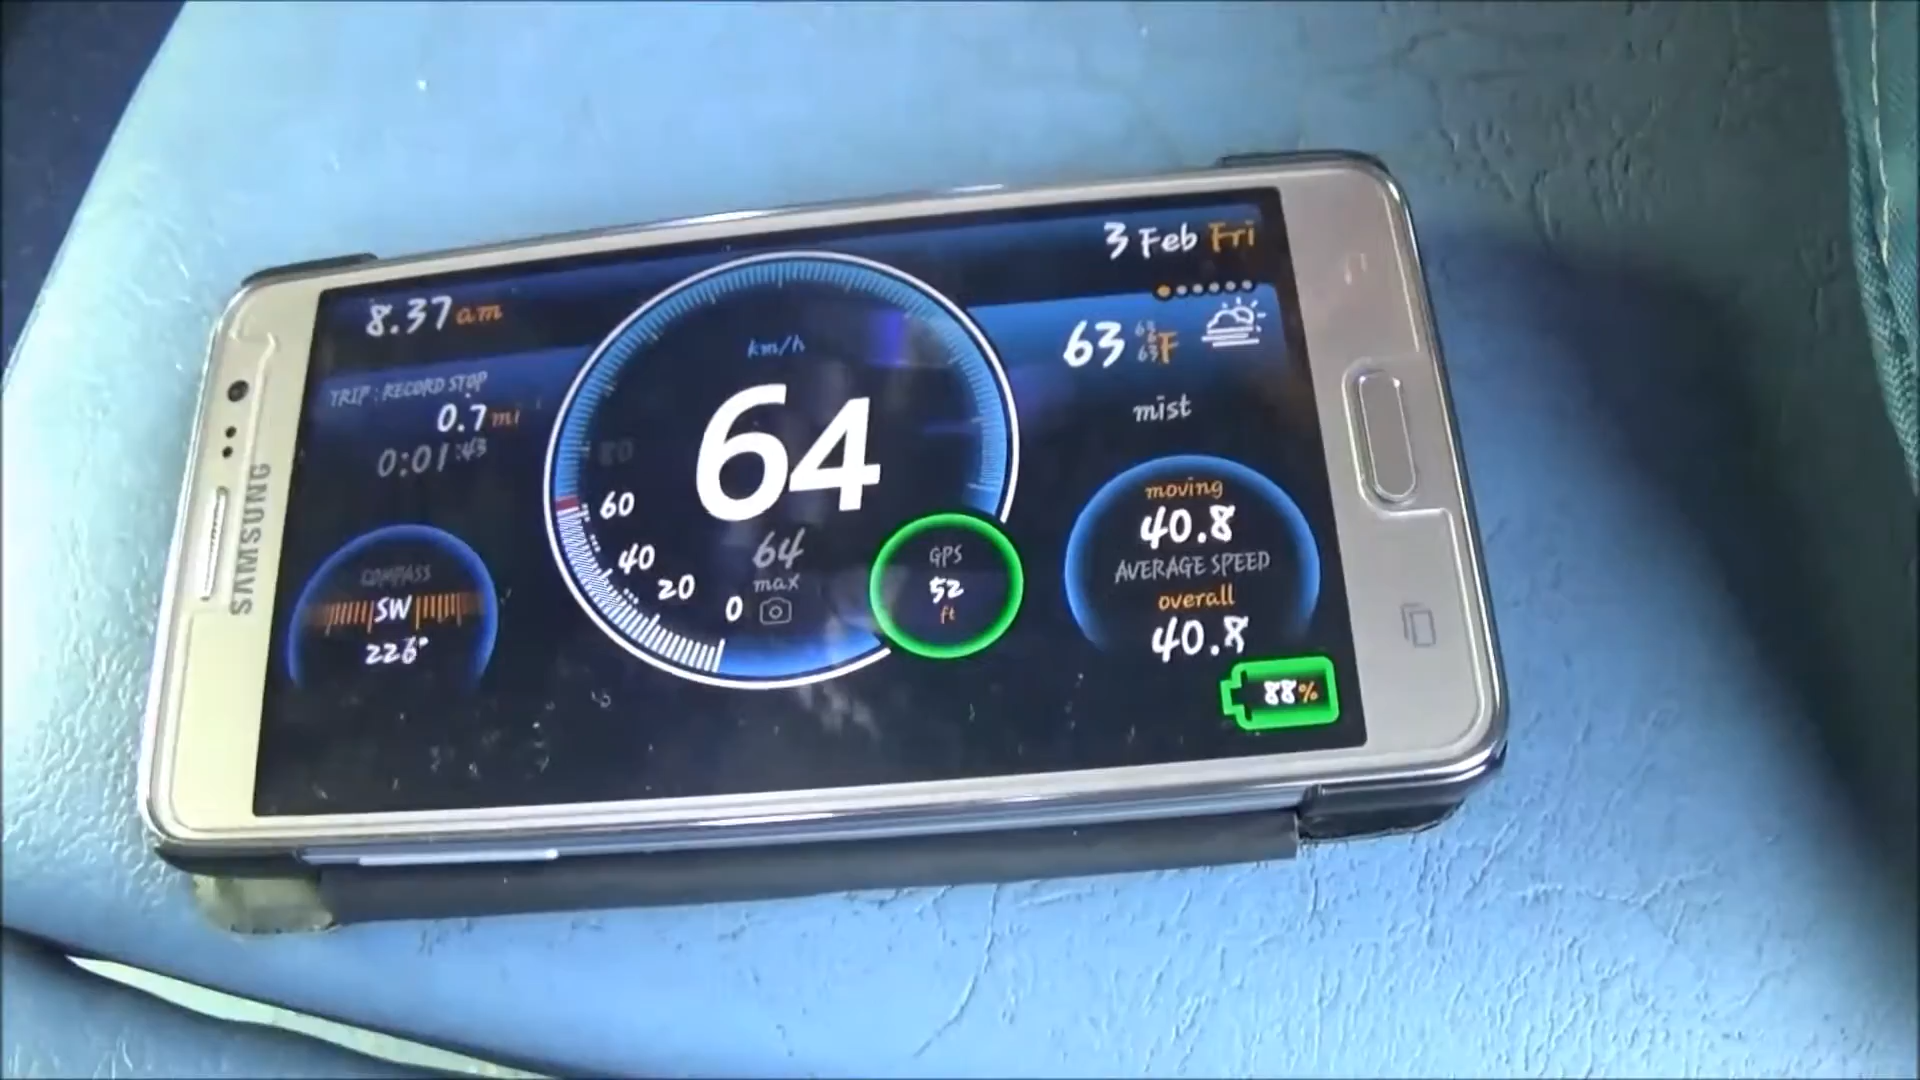 3 Feb Fri
8.37 am
TRIP : RECORD STOP
0.7 mi
0:01:43
km/h
64
80
60
40
20
0
64
max
63 F
mist
COMPASS
SW
226°
GPS
52
ft
moving
40.8
AVERAGE SPEED
overall
40.8
88%
SAMSUNG